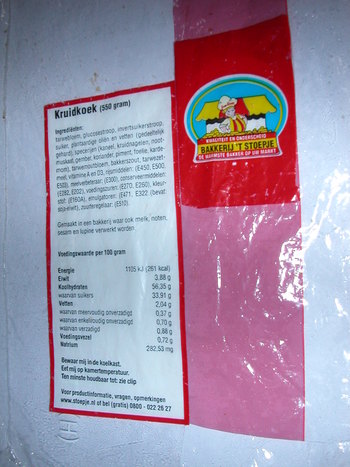 Kruidkoek (550 gram)
Ingrediënten:
tarwebloem, glucosestroop, invertsuikerstroop,
suiker, plantaardige oliën en vetten (gedeeltelijk
gehard), specerijen (kaneel, kruidnagelen, noot-
muskaat, gember, koriander, piment, foelie, karde-
mom), tarwemoutbloem, bakkerszout, tarwezet-
meel, vitamine A en D3, rijsmiddelen: (E450, E500,
E503), melkvetbetraan, (E300), conserveermiddelen:
E202), voedingszuren: (E270, E260), kleur-
stof: (E160A), emulgatoren: (E471, E322 (bevat:
soja-eiwit), zuurteregelaar: (E510).
Gemaakt in een bakkerij waar ook melk, noten,
sesam en lupine verwerkt worden.
Voedingswaarde per 100 gram
Energie 1105 kJ (261 kcal)
Eiwit 3,88 g
Koolhydraten 56,35 g
waarvan suikers 33,91 g
Vetten 2,04 g
waarvan meervoudig onverzadigd 0,37 g
waarvan enkelvoudig onverzadigd 0,70 g
waarvan verzadigd 0,88 g
Voedingsvezel 0,72 g
Natrium 282,53 mg
Bewaar mij in de koelkast.
Eet mij op kamertemperatuur.
Ten minste houdbaar tot: zie clip
Voor productinformatie, vragen, opmerkingen
www.stoepje.nl of bel (gratis) 0800 - 022 26 27
KWALITEIT EN ONDERSCHEID
BAKKERIJ 'T STOEPJE
DE WARMSTE BAKKER OP UW MARKT